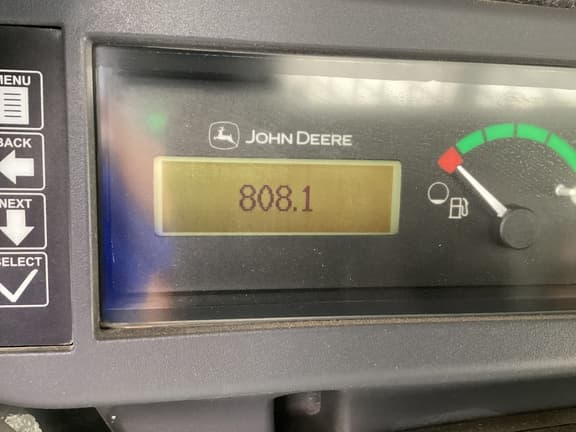 MENU
BACK
NEXT
SELECT
JOHN DEERE
808.1